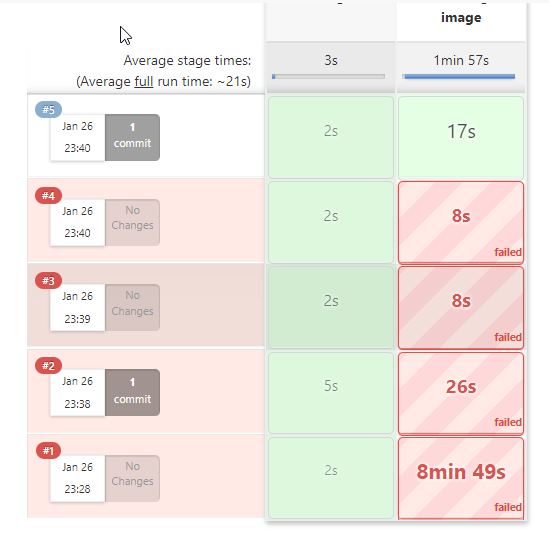 image
Average stage times:
3s
1min 57s
(Average full run time: ~21s)
#5
Jan 26
23:40
1
commit
2s
17s
#4
Jan 26
23:40
No
Changes
2s
8s
failed
#3
Jan 26
23:39
No
Changes
2s
8s
failed
#2
Jan 26
23:38
1
commit
5s
26s
failed
#1
Jan 26
23:28
No
Changes
2s
8min 49s
failed